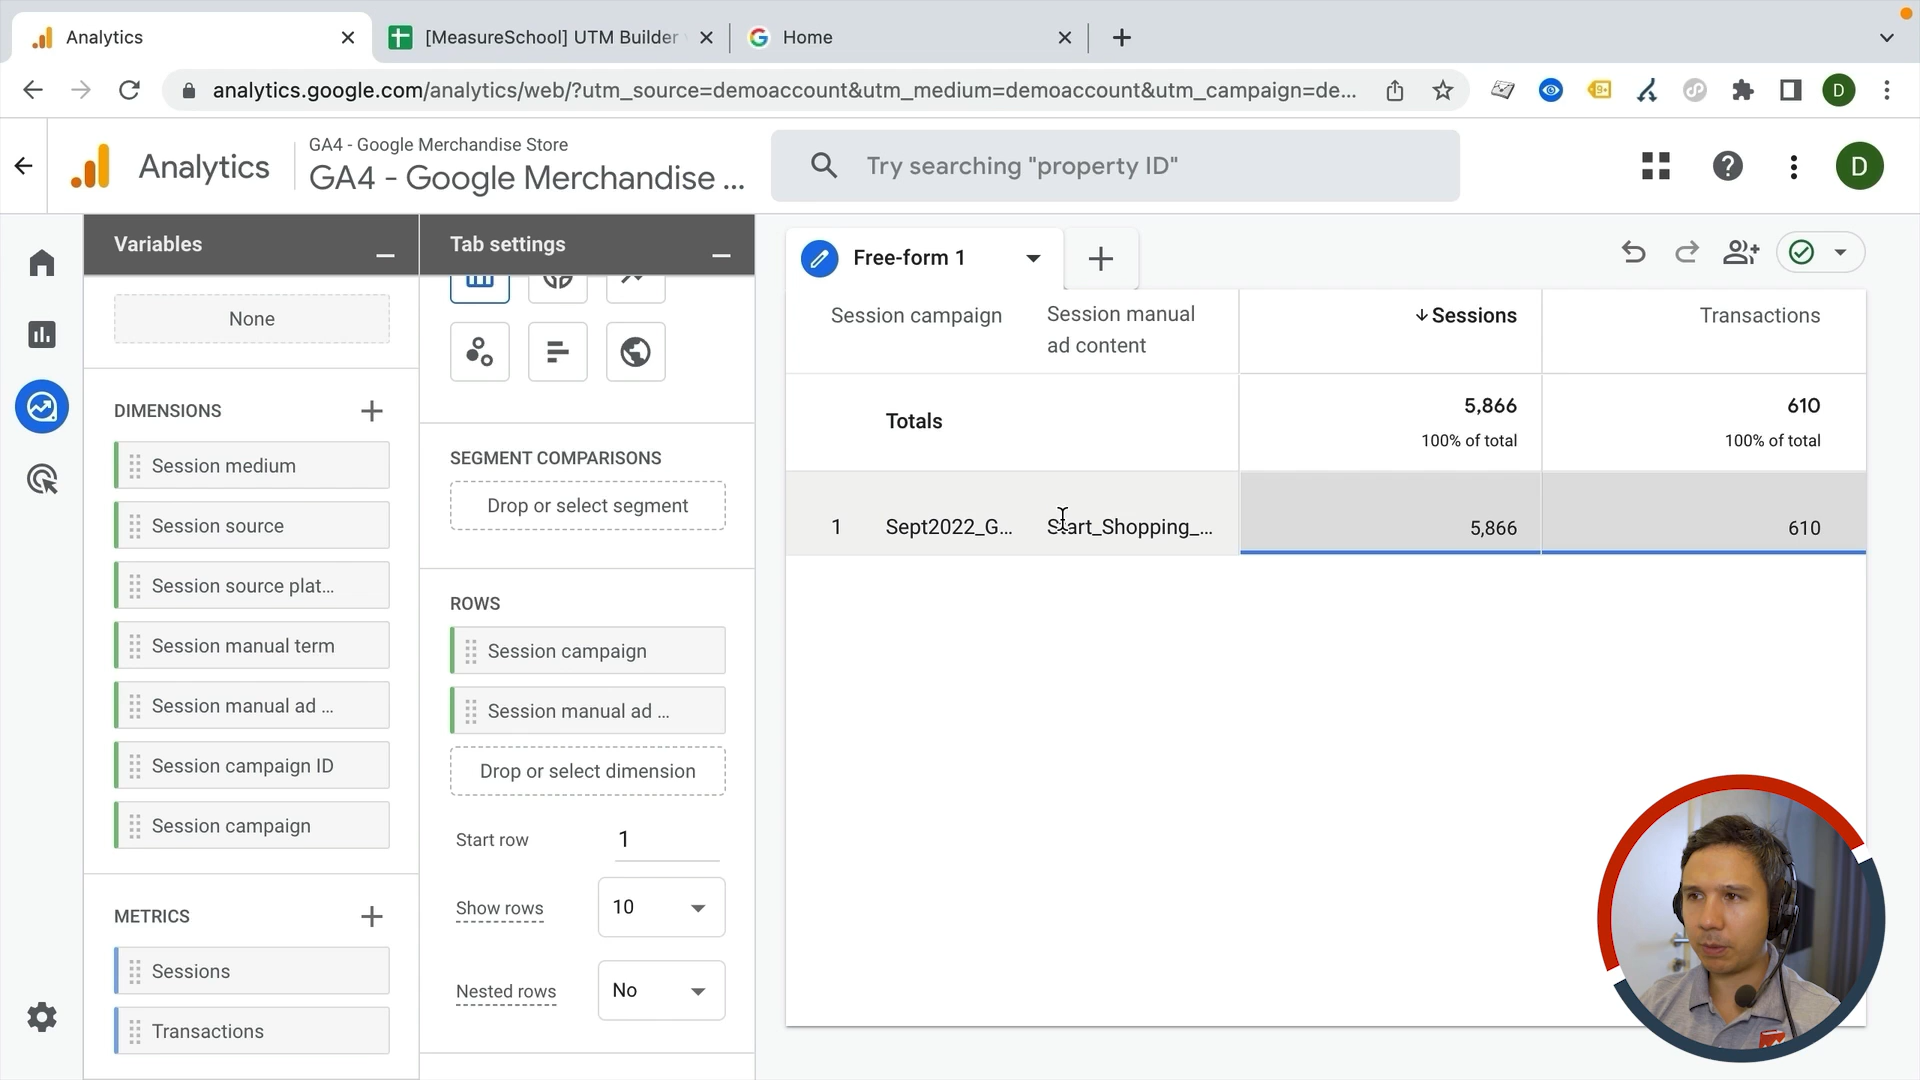 Analytics
[MeasureSchool] UTM Builder
Home
analytics.google.com/analytics/web/?utm_source=demoaccount&utm_medium=demoaccount&utm_campaign=de...
9+
D
Analytics
GA4 - Google Merchandise Store
GA4 - Google Merchandise ...
Try searching "property ID"
D
Variables
None
DIMENSIONS
Session medium
Session source
Session source plat...
Session manual term
Session manual ad ...
Session campaign ID
Session campaign
METRICS
Sessions
Transactions
Tab settings
SEGMENT COMPARISONS
Drop or select segment
ROWS
Session campaign
Session manual ad ...
Drop or select dimension
Start row 1
Show rows 10
Nested rows No
Free-form 1
Session campaign Session manual ad content Sessions Transactions
Totals 5,866 610
100% of total 100% of total
1 Sept2022_G... Start_Shopping_... 5,866 610